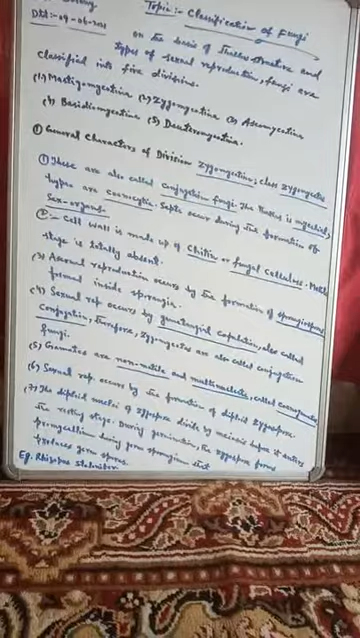 Botany
Dtd:-09-06-2021
Topic:- Classification of Fungi
on the basis of Thallus structure and
types of sexual reproduction, fungi are
classified into five divisions.
(1) Mastigomycotina (2) Zygomycotina (3) Ascomycotina
(4) Basidiomycotina (5) Deuteromycotina.
① General Characters of Division Zygomycotina, class Zygomycetes
① These are also called conjugation fungi. The thallus is mycelial,
hyphae are coenocytic. Septa occur during the formation of
Sex-organs.
②:- Cell wall is made up of Chitin or fungal Cellulose. Motile
stage is totally absent.
(3) Asexual reproduction occurs by the formation of sporangiospores
formed inside sporangia.
(4) Sexual rep. occurs by gametangial copulation, also called
Conjugation, therefore, Zygomycetes are also called conjugation
fungi.
(5) Gametes are non-motile and multinucleate, called coenogametes
(6) Sexual rep. occurs by the formation of diploid zygospore.
(7) The diploid nuclei of zygospore divide by meiosis before it enters
the resting stage. During germination, the zygospore forms
promycelium during germ sporangium that
produces germ spores.
Eg. Rhizopus stolonifer